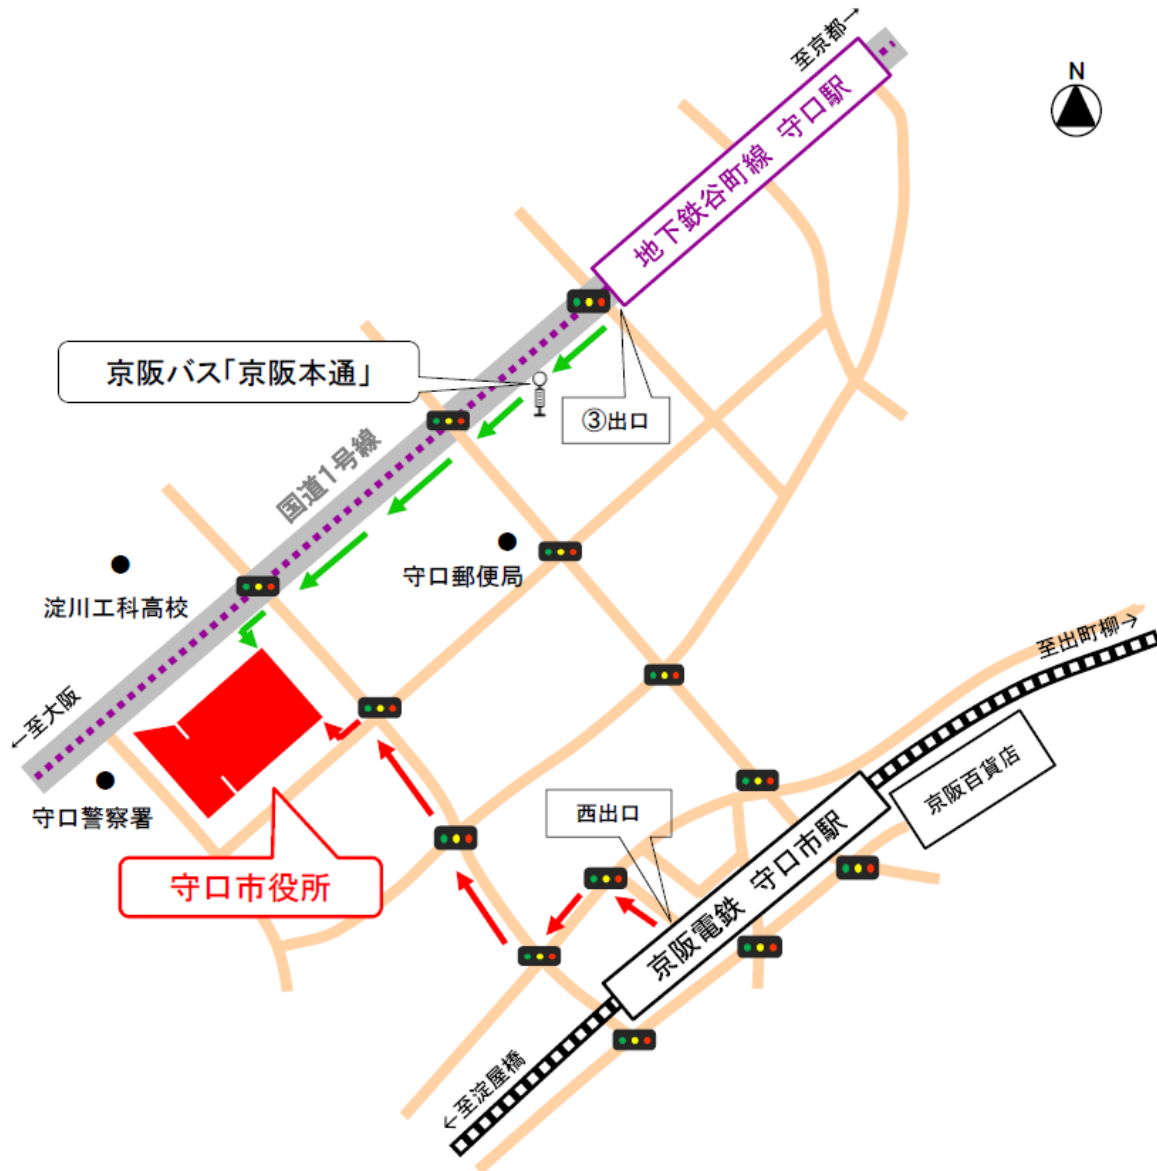 至京都→
N
地下鉄谷町線 守口駅
京阪バス「京阪本通」
③出口
国道1号線
守口郵便局
淀川工科高校
至出町柳→
←至大阪
京阪百貨店
守口警察署
西出口
守口市役所
京阪電鉄 守口市駅
←至淀屋橋